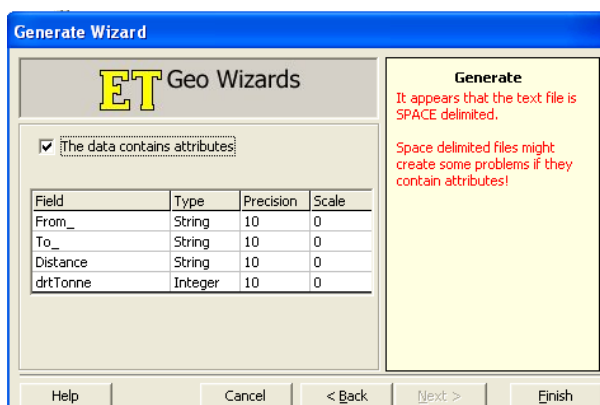 Generate Wizard
ET Geo Wizards
The data contains attributes
Field Type Precision Scale
From_ String 10 0
To_ String 10 0
Distance String 10 0
drtTonne Integer 10 0
Generate
It appears that the text file is
SPACE delimited.
Space delimited files might
create some problems if they
contain attributes!
Help Cancel < Back Next > Finish